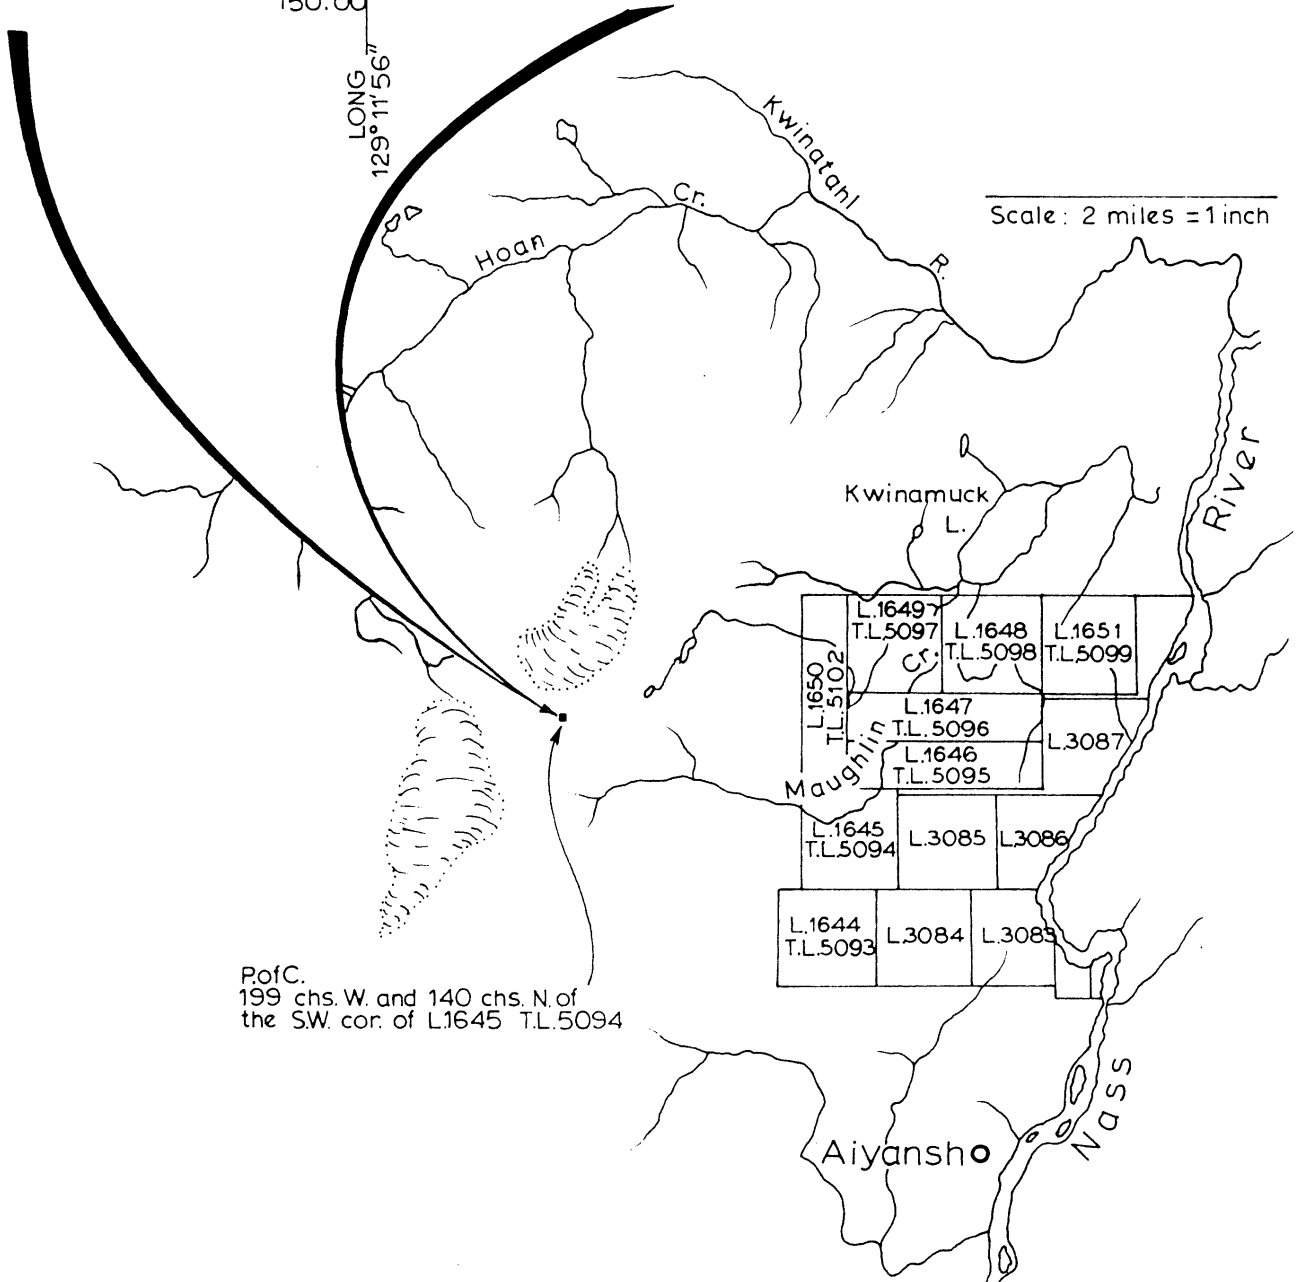 150.00
LONG
129°11'56"
Kwinatahl
R.
Scale: 2 miles = 1 inch
Hoan
Cr.
Kwinamuck
L.
River
L.1649
T.L.5097
L.1648
T.L.5098
L.1651
T.L.5099
L.1650
T.L.5102
Cr.
L.1647
T.L.5096
L.3087
L.1646
T.L.5095
Maughlin
L.1645
T.L.5094
L.3085
L.3086
L.1644
T.L.5093
L.3084
L.3083
P.of C.
199 chs. W. and 140 chs. N. of
the S.W. cor. of L.1645 T.L.5094
Nass
Aiyansh